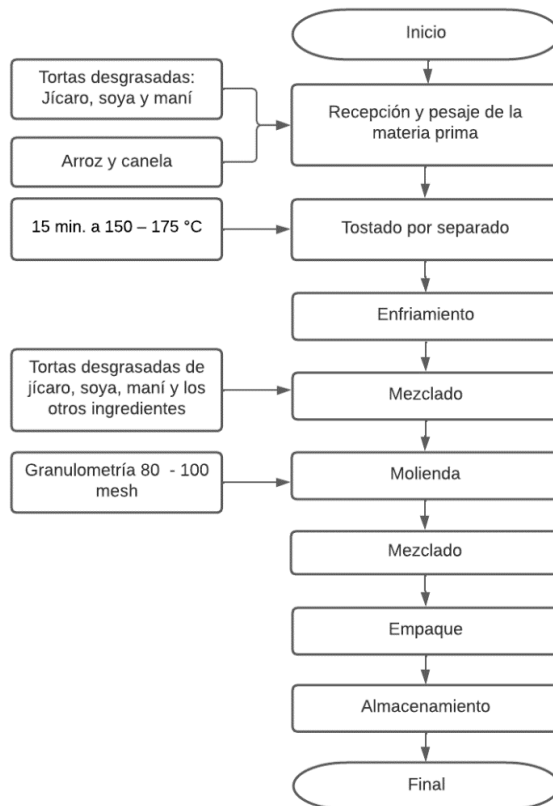 Inicio
Tortas desgrasadas:
Jícaro, soya y maní
Arroz y canela
Recepción y pesaje de la
materia prima
15 min. a 150 – 175 °C
Tostado por separado
Enfriamiento
Tortas desgrasadas de
jícaro, soya, maní y los
otros ingredientes
Mezclado
Granulometría 80 - 100
mesh
Molienda
Mezclado
Empaque
Almacenamiento
Final